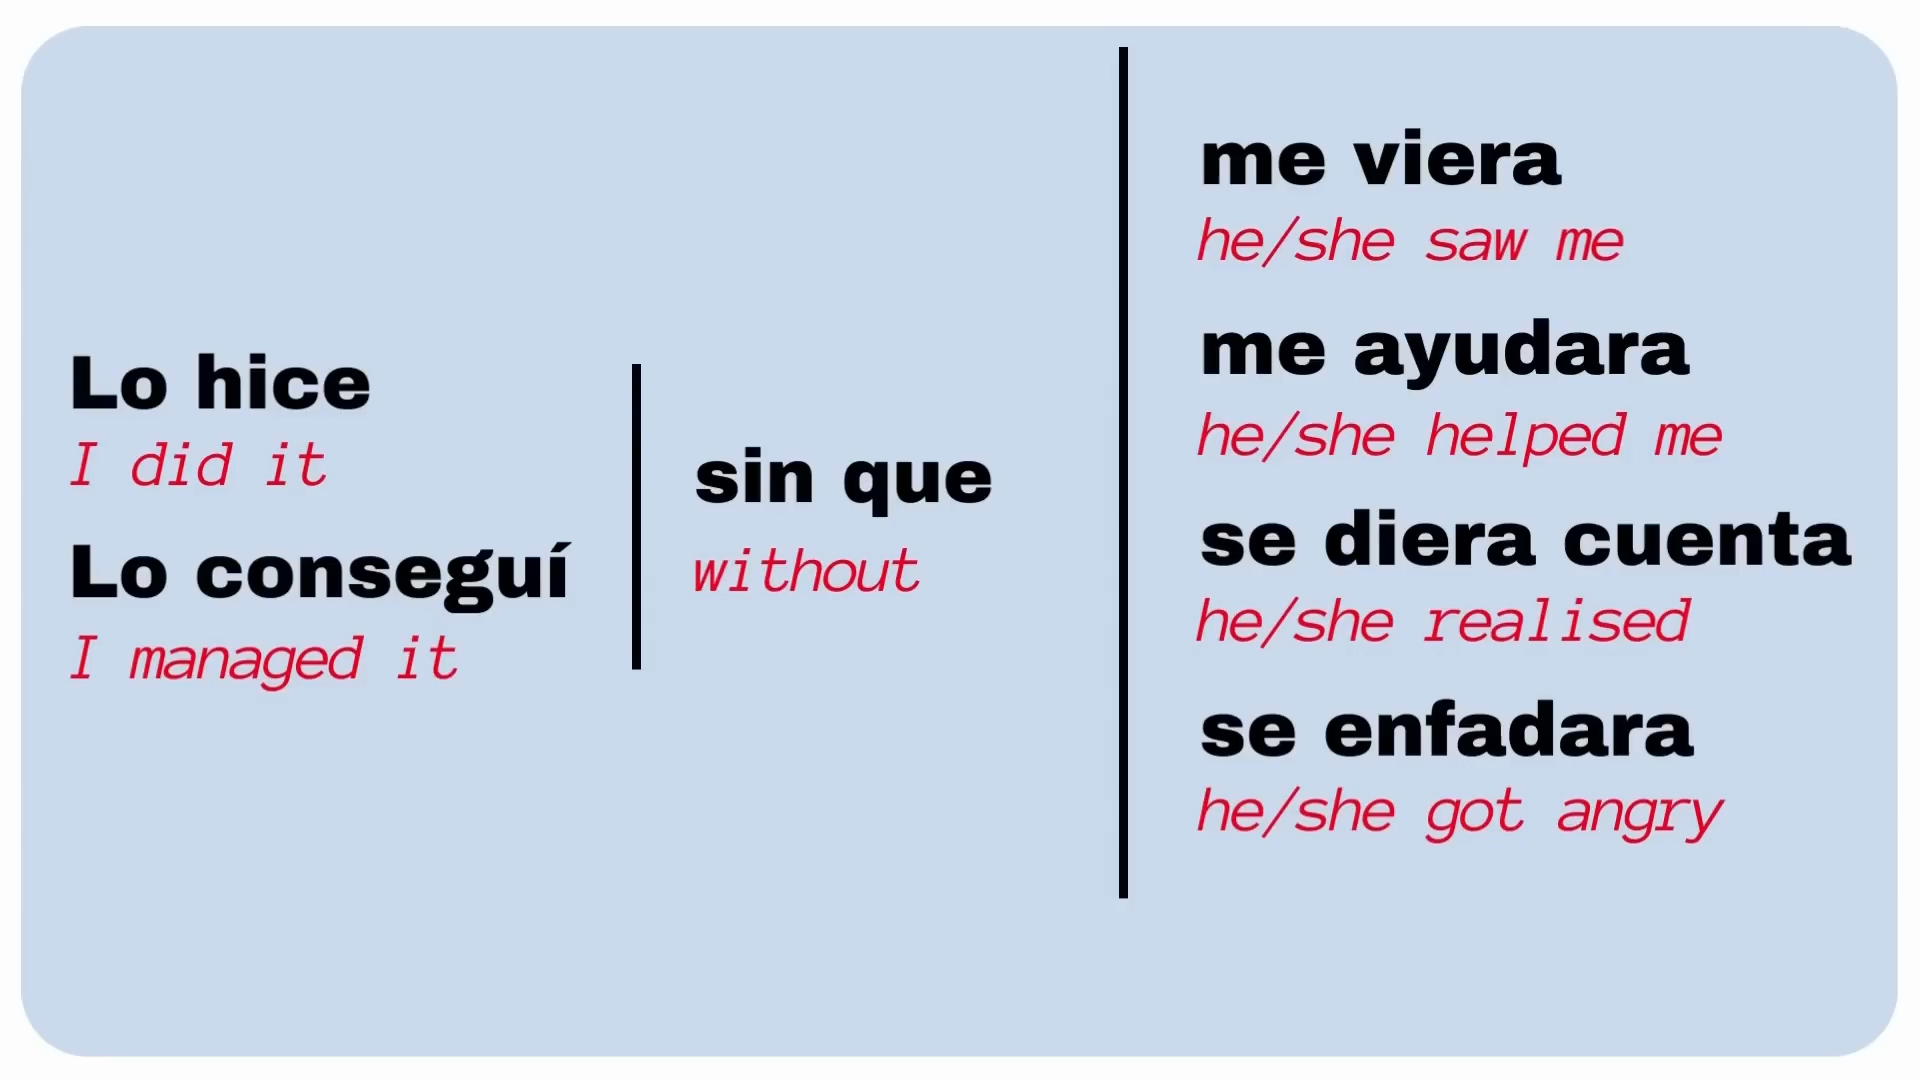 Lo hice
I did it
Lo conseguí
I managed it
sin que
without
me viera
he/she saw me
me ayudara
he/she helped me
se diera cuenta
he/she realised
se enfadara
he/she got angry